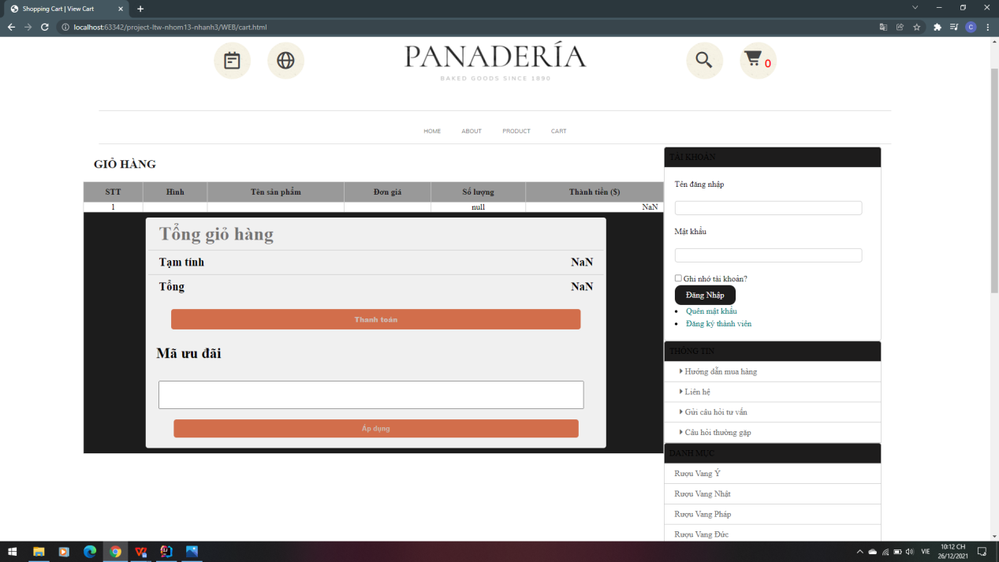 Shopping Cart | View Cart
localhost:63342/project-ltw-nhom13-nhanh3/WEB/cart.html
C
PANADERÍA
BAKED GOODS SINCE 1890
0
HOME ABOUT PRODUCT CART
GIỎ HÀNG
STT Hình Tên sản phẩm Đơn giá Số lượng Thành tiền ($)
1 null NaN
Tổng giỏ hàng
Tạm tính NaN
Tổng NaN
Thanh toán
Mã ưu đãi
Áp dụng
TÀI KHOẢN
Tên đăng nhập
Mật khẩu
Ghi nhớ tài khoản?
Đăng Nhập
Quên mật khẩu
Đăng ký thành viên
THÔNG TIN
Hướng dẫn mua hàng
Liên hệ
Gửi câu hỏi tư vấn
Câu hỏi thường gặp
DANH MỤC
Rượu Vang Ý
Rượu Vang Nhật
Rượu Vang Pháp
Rượu Vang Đức
VIE
10:12 CH
26/12/2021